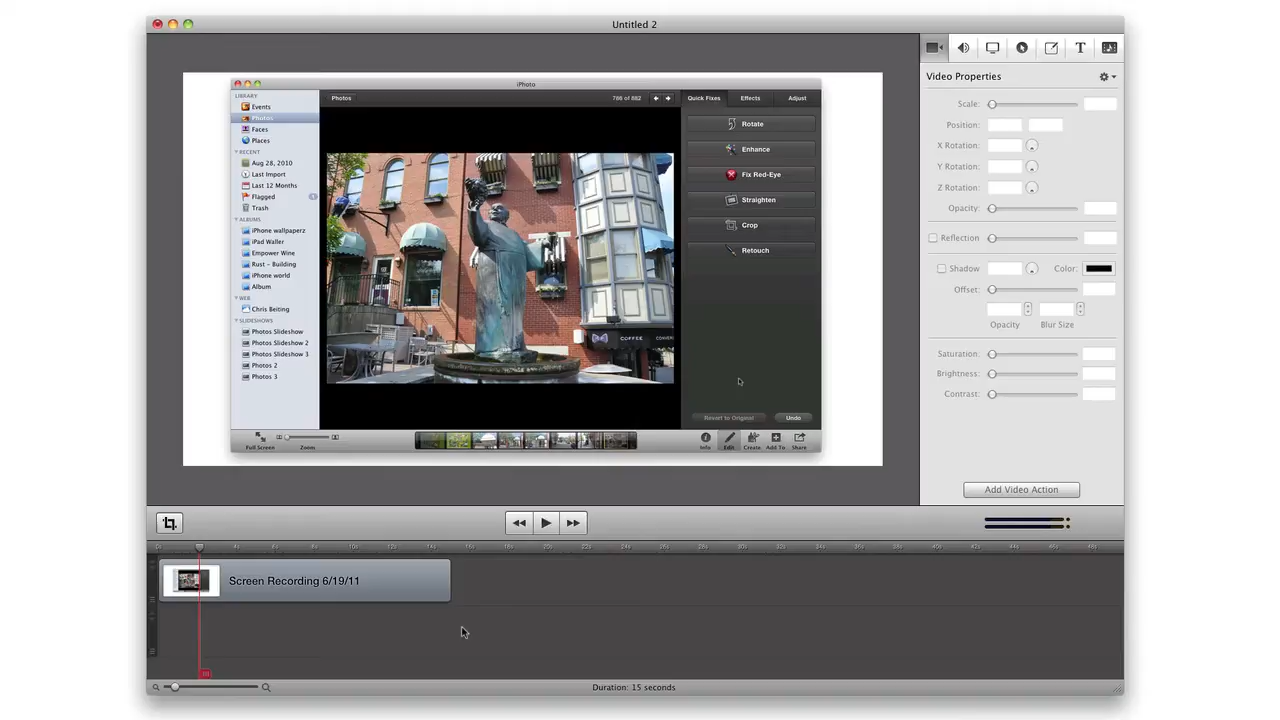 Untitled 2
iPhoto
LIBRARY
Events
Photos
Faces
Places
RECENT
Aug 28, 2010
Last Import
Last 12 Months
Flagged
Trash
ALBUMS
iPhone wallpaperz
iPad Waller
Empower Wine
Rust - Building
iPhone world
Album
WEB
Chris Beiting
SLIDESHOWS
Photos Slideshow
Photos Slideshow 2
Photos Slideshow 3
Photos 2
Photos 3
Full Screen
Zoom
Photos
786 of 882
COFFEE
Quick Fixes
Effects
Adjust
Rotate
Enhance
Fix Red-Eye
Straighten
Crop
Retouch
Revert to Original
Undo
Info
Edit
Create
Add To
Share
T
Video Properties
Scale:
Position:
X Rotation:
Y Rotation:
Z Rotation:
Opacity:
Reflection
Shadow
Color:
Offset:
Opacity
Blur Size
Saturation:
Brightness:
Contrast:
Add Video Action
Screen Recording 6/19/11
Duration: 15 seconds